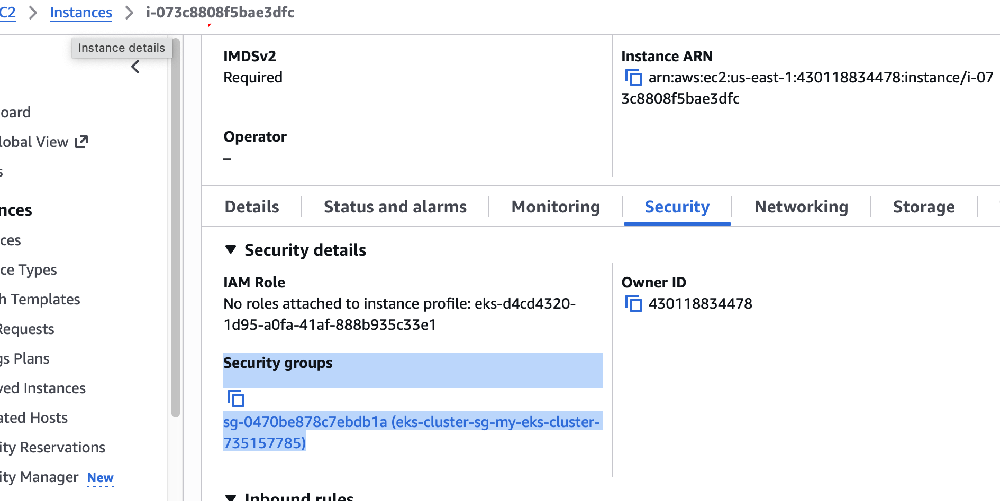 C2 > Instances > i-073c8808f5bae3dfc
Instance details
oard
lobal View
s
nces
ces
ce Types
h Templates
Requests
gs Plans
ved Instances
ated Hosts
ity Reservations
ity Manager New
IMDSv2
Required
Operator
–
Instance ARN
arn:aws:ec2:us-east-1:430118834478:instance/i-07
3c8808f5bae3dfc
Details
Status and alarms
Monitoring
Security
Networking
Storage
Security details
IAM Role
No roles attached to instance profile: eks-d4cd4320-
1d95-a0fa-41af-888b935c33e1
Security groups
sg-0470be878c7ebdb1a (eks-cluster-sg-my-eks-cluster-
735157785)
Owner ID
430118834478
Inbound rules